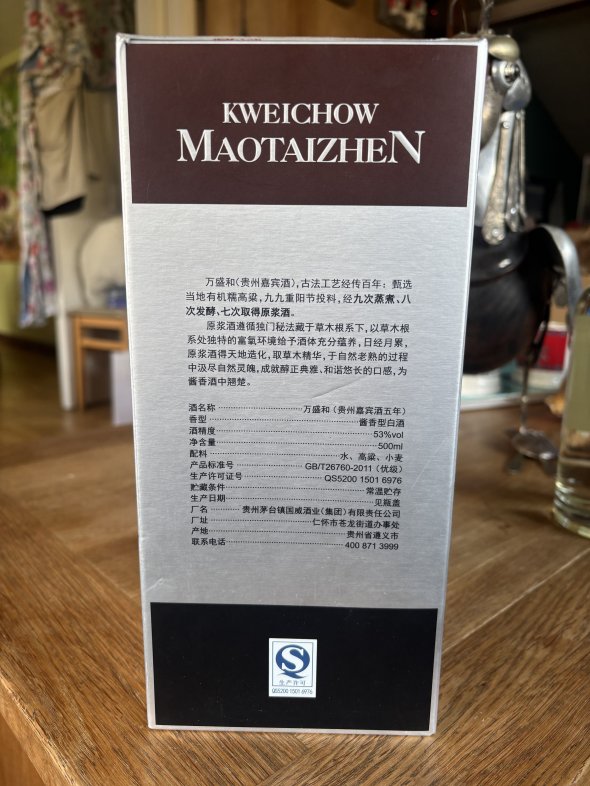 KWEICHOW
MAOTAIZHEN
万盛和（贵州嘉宾酒），古法工艺经传百年：甄选
当地有机糯高粱，九九重阳节投料，经九次蒸煮、八
次发酵、七次取得原浆酒。
原浆酒遵循独门秘法藏于草木根系下，以草木根
系处独特的富氧环境给予酒体充分蕴养，日经月累，
原浆酒得天地造化，取草木精华，于自然老熟的过程
中汲尽自然灵魄，成就醇正典雅、和谐悠长的口感，为
酱香酒中翘楚。
酒名称 万盛和（贵州嘉宾酒五年）
香型 酱香型白酒
酒精度 53%vol
净含量 500ml
配料 水、高粱、小麦
产品标准号 GB/T26760-2011（优级）
生产许可证号 QS5200 1501 6976
贮藏条件 常温贮存
生产日期 见瓶盖
厂名 贵州茅台镇国威酒业（集团）有限责任公司
厂址 仁怀市苍龙街道办事处
产地 贵州省遵义市
联系电话 400 871 3999
S
生产许可
QS5200 1501 6976